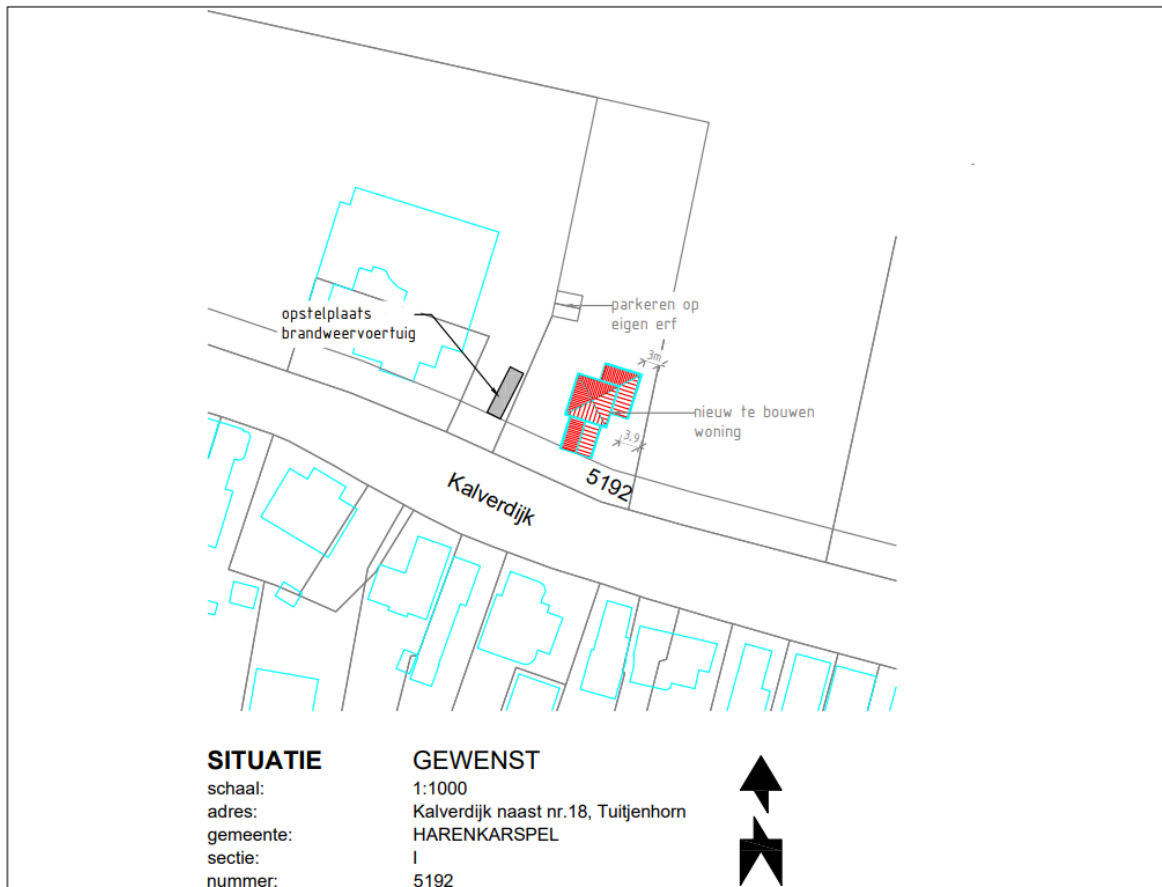 opstelplaats
brandweervoertuig
parkeren op
eigen erf
3m
nieuw te bouwen
woning
3.9
5192
Kalverdijk
SITUATIE GEWENST
schaal: 1:1000
adres: Kalverdijk naast nr.18, Tuitjenhorn
gemeente: HARENKARSPEL
sectie: I
nummer: 5192